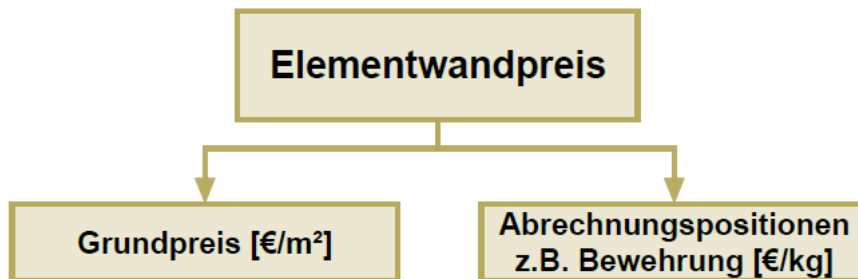 Elementwandpreis
Grundpreis [€/m²]
Abrechnungspositionen
z.B. Bewehrung [€/kg]